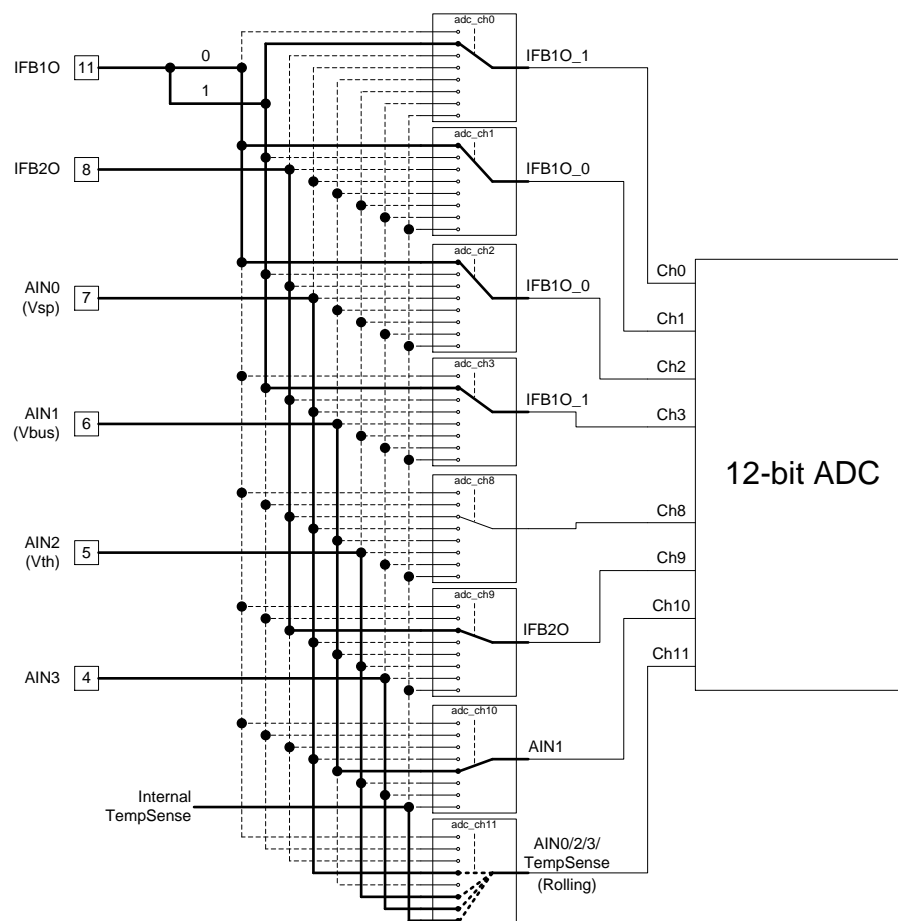 adc_ch0
IFB1O
11
0
1
IFB1O_1
adc_ch1
IFB2O
8
IFB1O_0
adc_ch2
AIN0
(Vsp)
7
IFB1O_0
Ch0
Ch1
Ch2
Ch3
adc_ch3
AIN1
(Vbus)
6
IFB1O_1
12-bit ADC
adc_ch8
Ch8
AIN2
(Vth)
5
Ch9
adc_ch9
IFB2O
Ch10
AIN3
4
Ch11
adc_ch10
AIN1
Internal
TempSense
adc_ch11
AIN0/2/3/
TempSense
(Rolling)